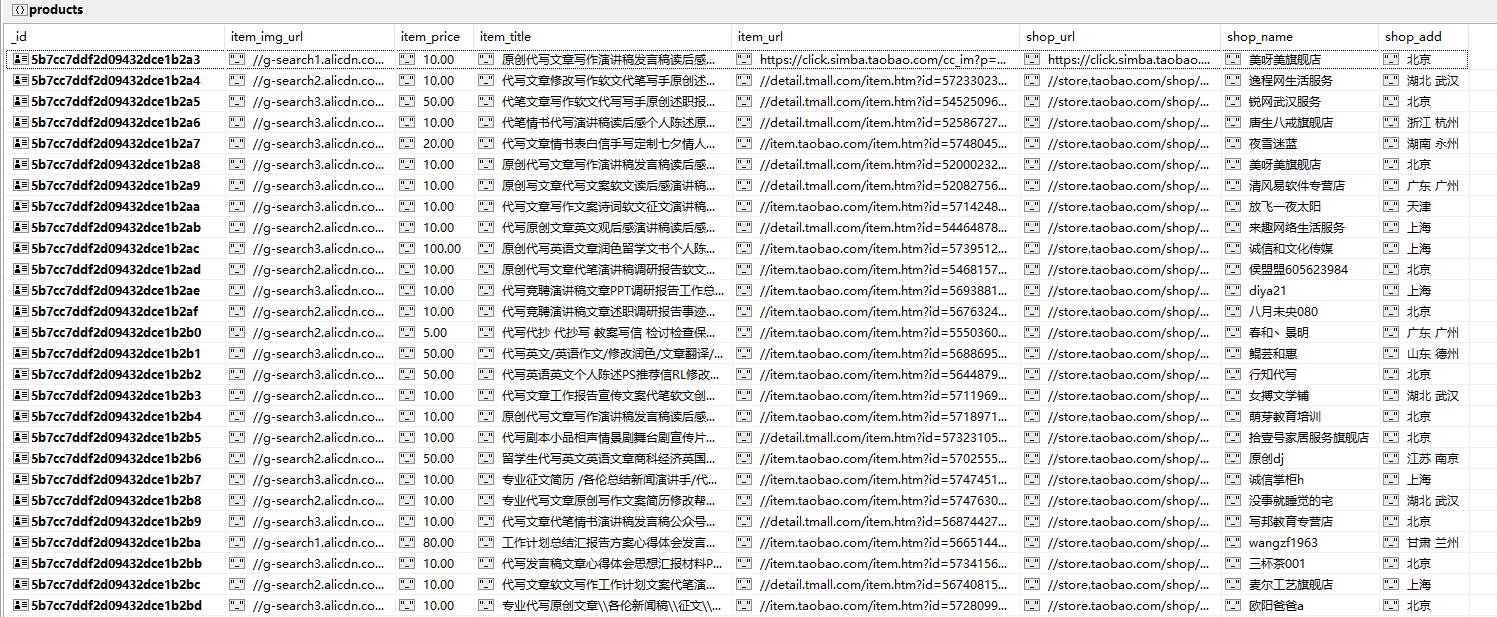 products
_id item_img_url item_price item_title item_url shop_url shop_name shop_add
5b7cc7ddf2d09432dce1b2a3 //g-search1.alicdn.co... 10.00 原创代写文章写作演讲稿发言稿读后感... https://click.simba.taobao.com/cc_im?p=... https://click.simba.taobao.... 美呀美旗舰店 北京
5b7cc7ddf2d09432dce1b2a4 //g-search2.alicdn.co... 10.00 代写文章修改写作软文代笔写手原创述... //detail.tmall.com/item.htm?id=57233023... //store.taobao.com/shop/... 逸程网生活服务 湖北 武汉
5b7cc7ddf2d09432dce1b2a5 //g-search3.alicdn.co... 50.00 代笔文章写作软文代写写手原创述职报... //detail.tmall.com/item.htm?id=54525096... //store.taobao.com/shop/... 锐网武汉服务 北京
5b7cc7ddf2d09432dce1b2a6 //g-search3.alicdn.co... 10.00 代笔情书代写演讲稿读后感个人陈述原... //detail.tmall.com/item.htm?id=52586727... //store.taobao.com/shop/... 唐生八戒旗舰店 浙江 杭州
5b7cc7ddf2d09432dce1b2a7 //g-search3.alicdn.co... 20.00 代写文章情书表白信手写定制七夕情人... //item.taobao.com/item.htm?id=5748045... //store.taobao.com/shop/... 夜雪迷蓝 湖南 永州
5b7cc7ddf2d09432dce1b2a8 //g-search3.alicdn.co... 10.00 原创代写文章写作演讲稿发言稿读后感... //detail.tmall.com/item.htm?id=52000232... //store.taobao.com/shop/... 美呀美旗舰店 北京
5b7cc7ddf2d09432dce1b2a9 //g-search3.alicdn.co... 10.00 原创写文章代写文案软文读后感演讲稿... //detail.tmall.com/item.htm?id=52082756... //store.taobao.com/shop/... 清风易软件专营店 广东 广州
5b7cc7ddf2d09432dce1b2aa //g-search3.alicdn.co... 10.00 代写文章写作文案诗词软文征文演讲稿... //item.taobao.com/item.htm?id=5714248... //store.taobao.com/shop/... 放飞一夜太阳 天津
5b7cc7ddf2d09432dce1b2ab //g-search2.alicdn.co... 10.00 代写原创文章英文观后感演讲稿读后感... //detail.tmall.com/item.htm?id=54464878... //store.taobao.com/shop/... 来趣网络生活服务 上海
5b7cc7ddf2d09432dce1b2ac //g-search3.alicdn.co... 100.00 原创代写英语文章润色留学文书个人陈... //item.taobao.com/item.htm?id=5739512... //store.taobao.com/shop/... 诚信和文化传媒 上海
5b7cc7ddf2d09432dce1b2ad //g-search2.alicdn.co... 10.00 原创代写文章代笔演讲稿调研报告软文... //item.taobao.com/item.htm?id=5468157... //store.taobao.com/shop/... 侯盟盟605623984 北京
5b7cc7ddf2d09432dce1b2ae //g-search3.alicdn.co... 10.00 代写竞聘演讲稿文章PPT调研报告工作总... //item.taobao.com/item.htm?id=5693881... //store.taobao.com/shop/... diya21 上海
5b7cc7ddf2d09432dce1b2af //g-search2.alicdn.co... 10.00 代写竞聘演讲稿文章述职调研报告事迹... //item.taobao.com/item.htm?id=5676324... //store.taobao.com/shop/... 八月未央080 北京
5b7cc7ddf2d09432dce1b2b0 //g-search2.alicdn.co... 5.00 代写代抄 代抄写 教案写信 检讨检查保... //item.taobao.com/item.htm?id=5550360... //store.taobao.com/shop/... 春和、景明 广东 广州
5b7cc7ddf2d09432dce1b2b1 //g-search3.alicdn.co... 50.00 代写英文/英语作文/修改润色/文章翻译/... //item.taobao.com/item.htm?id=5688695... //store.taobao.com/shop/... 鲲芸和惠 山东 德州
5b7cc7ddf2d09432dce1b2b2 //g-search3.alicdn.co... 50.00 代写英语英文个人陈述PS推荐信RL修改... //item.taobao.com/item.htm?id=5644879... //store.taobao.com/shop/... 行知代写 北京
5b7cc7ddf2d09432dce1b2b3 //g-search2.alicdn.co... 10.00 代写文章工作报告宣传文案代笔软文创... //item.taobao.com/item.htm?id=5711969... //store.taobao.com/shop/... 女搏文学铺 湖北 武汉
5b7cc7ddf2d09432dce1b2b4 //g-search3.alicdn.co... 10.00 原创代写文章写作演讲稿发言稿读后感... //item.taobao.com/item.htm?id=5718971... //store.taobao.com/shop/... 萌芽教育培训 北京
5b7cc7ddf2d09432dce1b2b5 //g-search2.alicdn.co... 10.00 代写剧本小品相声情景剧舞台剧宣传片... //detail.tmall.com/item.htm?id=57323105... //store.taobao.com/shop/... 拾壹号家居服务旗舰店 北京
5b7cc7ddf2d09432dce1b2b6 //g-search2.alicdn.co... 50.00 留学生代写英文英语文章商科经济英国... //item.taobao.com/item.htm?id=5702555... //store.taobao.com/shop/... 原创dj 江苏 南京
5b7cc7ddf2d09432dce1b2b7 //g-search3.alicdn.co... 10.00 专业征文简历 /各伦总结新闻演讲手/代... //item.taobao.com/item.htm?id=5747451... //store.taobao.com/shop/... 诚信掌柜h 上海
5b7cc7ddf2d09432dce1b2b8 //g-search2.alicdn.co... 10.00 专业代写文章原创写作文案简历修改帮... //item.taobao.com/item.htm?id=5747630... //store.taobao.com/shop/... 没事就睡觉的宅 湖北 武汉
5b7cc7ddf2d09432dce1b2b9 //g-search3.alicdn.co... 10.00 代写文章代笔情书演讲稿发言稿公众号... //detail.tmall.com/item.htm?id=56874427... //store.taobao.com/shop/... 写邦教育专营店 北京
5b7cc7ddf2d09432dce1b2ba //g-search1.alicdn.co... 80.00 工作计划总结汇报告方案心得体会发言... //item.taobao.com/item.htm?id=5665144... //store.taobao.com/shop/... wangzf1963 甘肃 兰州
5b7cc7ddf2d09432dce1b2bb //g-search3.alicdn.co... 10.00 代写发言稿文章心得体会思想汇报材料P... //item.taobao.com/item.htm?id=5734156... //store.taobao.com/shop/... 三杯茶001 北京
5b7cc7ddf2d09432dce1b2bc //g-search2.alicdn.co... 10.00 代写文章软文写作工作计划文案代笔演... //detail.tmall.com/item.htm?id=56740815... //store.taobao.com/shop/... 麦尔工艺旗舰店 上海
5b7cc7ddf2d09432dce1b2bd //g-search3.alicdn.co... 10.00 专业代写原创文章\\各伦新闻稿\\征文\\... //item.taobao.com/item.htm?id=5728099... //store.taobao.com/shop/... 欧阳爸爸a 北京